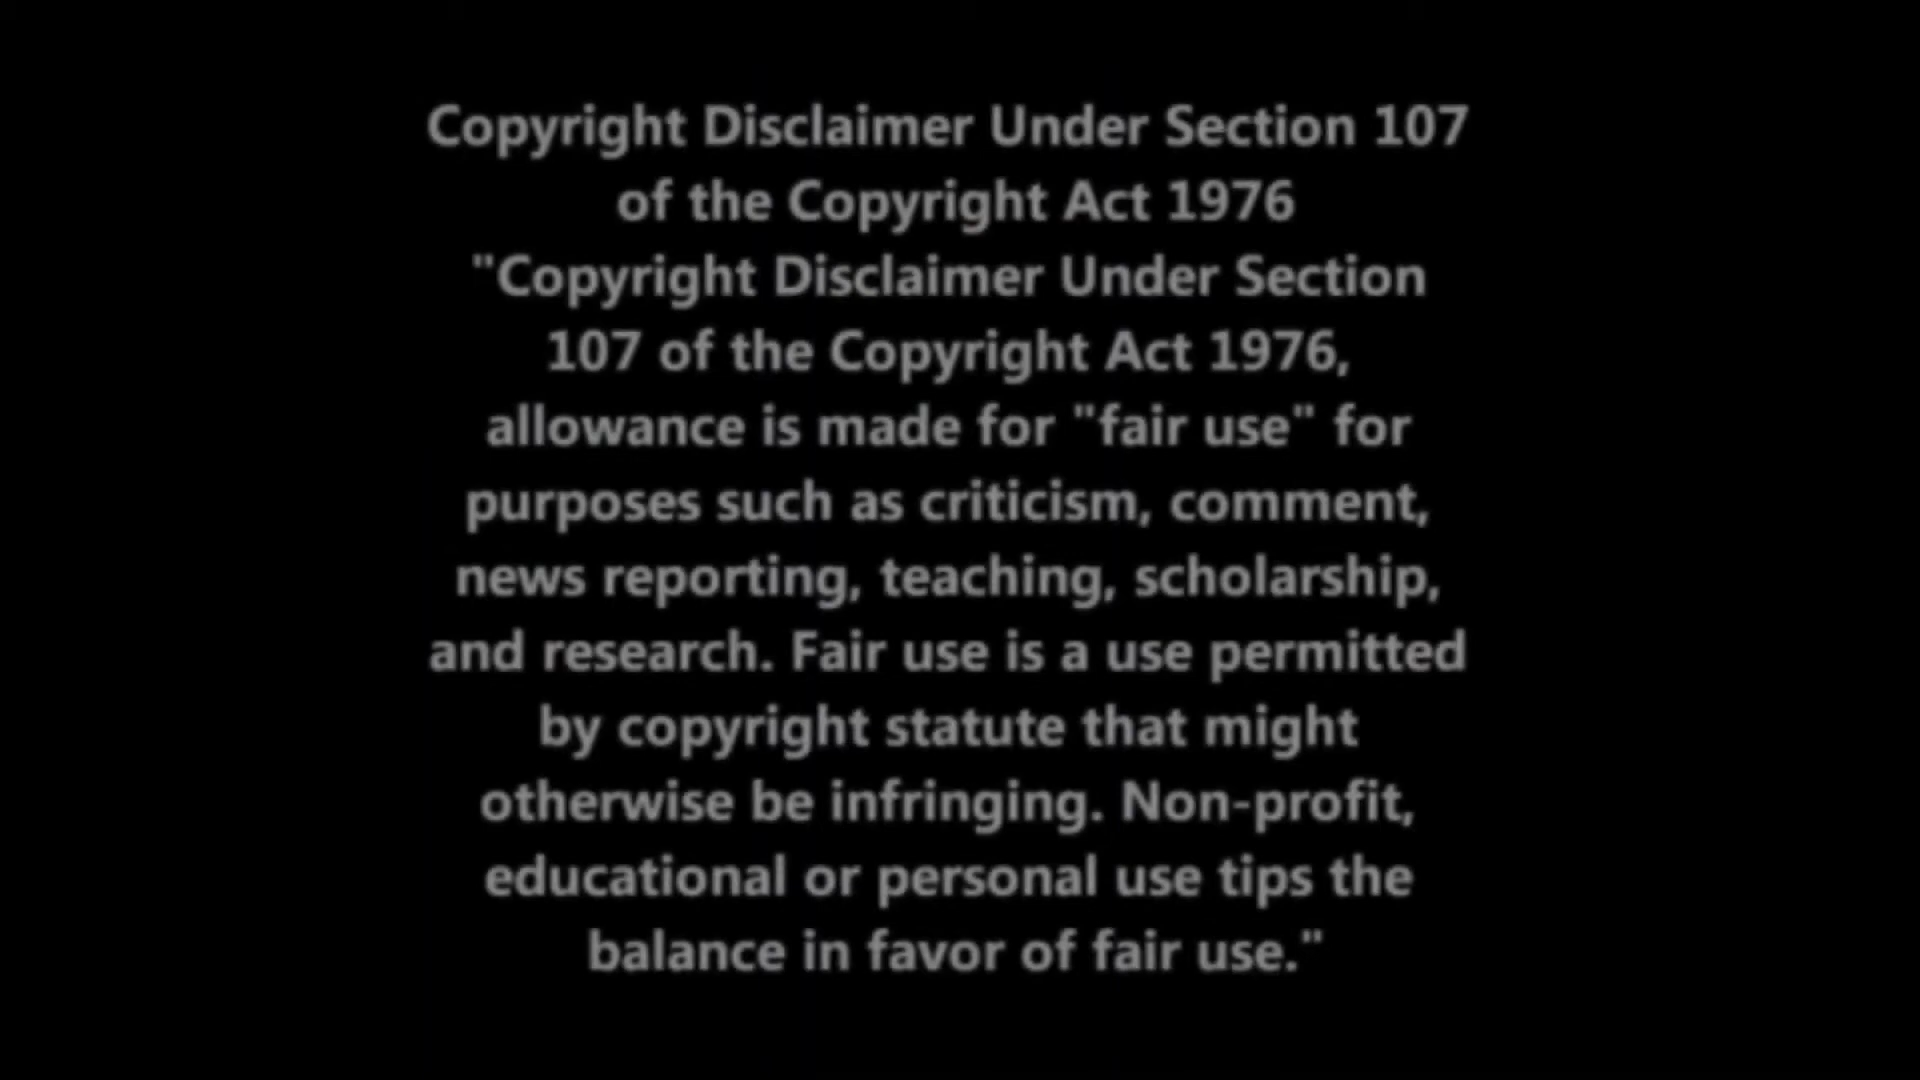 Copyright Disclaimer Under Section 107
of the Copyright Act 1976
"Copyright Disclaimer Under Section
107 of the Copyright Act 1976,
allowance is made for "fair use" for
purposes such as criticism, comment,
news reporting, teaching, scholarship,
and research. Fair use is a use permitted
by copyright statute that might
otherwise be infringing. Non-profit,
educational or personal use tips the
balance in favor of fair use."